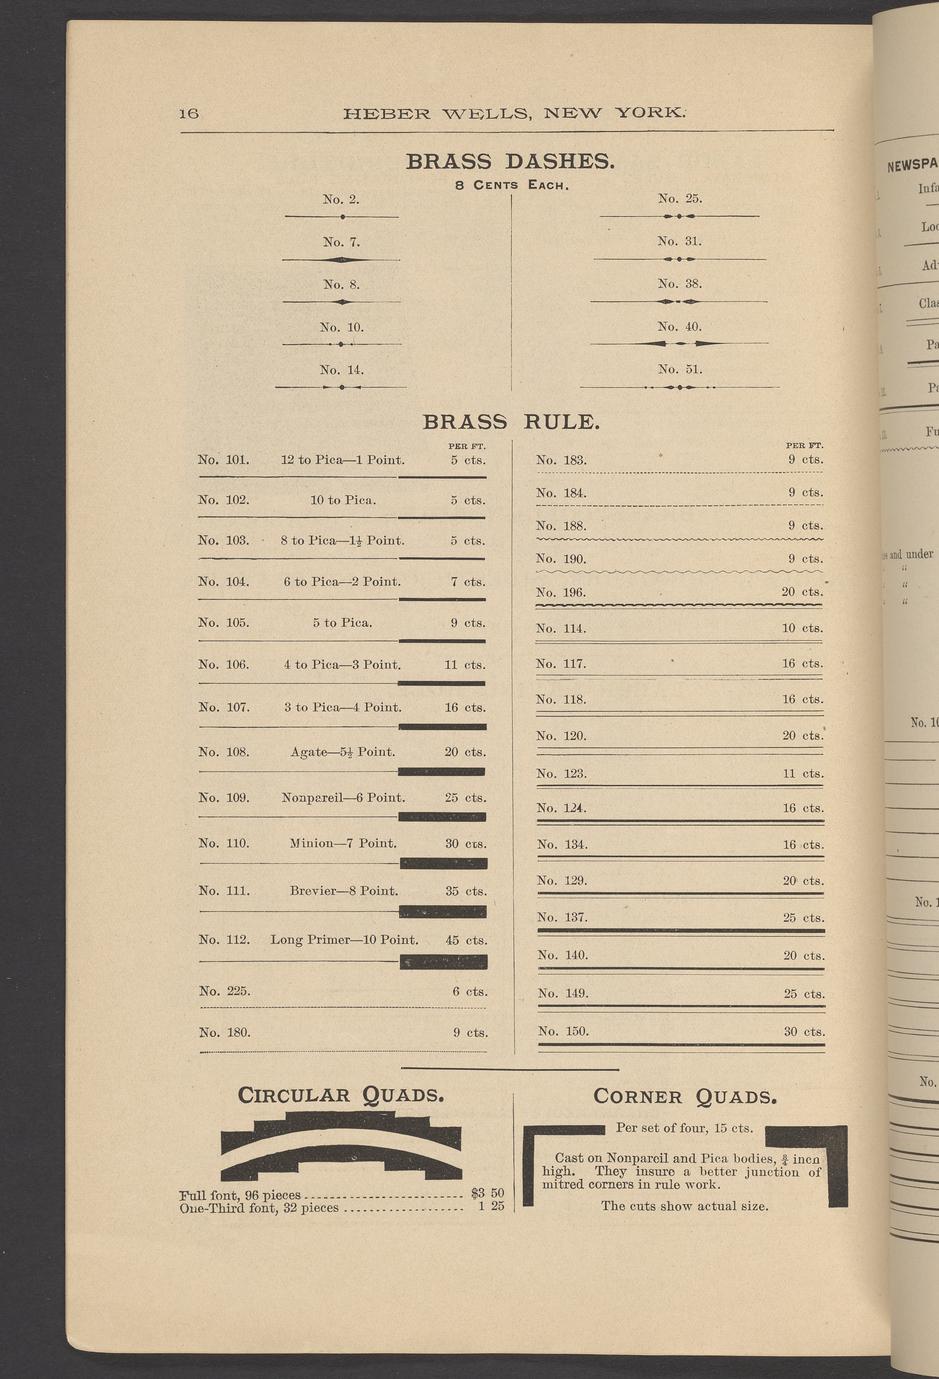 16 HEBER WELLS, NEW YORK.
BRASS DASHES.
8 CENTS EACH.
No. 2.
No. 7.
No. 8.
No. 10.
No. 14.
No. 25.
No. 31.
No. 38.
No. 40.
No. 51.
BRASS RULE.
PER FT.
No. 101. 12 to Pica—1 Point. 5 cts.
No. 102. 10 to Pica. 5 cts.
No. 103. 8 to Pica—1½ Point. 5 cts.
No. 104. 6 to Pica—2 Point. 7 cts.
No. 105. 5 to Pica. 9 cts.
No. 106. 4 to Pica—3 Point. 11 cts.
No. 107. 3 to Pica—4 Point. 16 cts.
No. 108. Agate—5½ Point. 20 cts.
No. 109. Nonpareil—6 Point. 25 cts.
No. 110. Minion—7 Point. 30 cts.
No. 111. Brevier—8 Point. 35 cts.
No. 112. Long Primer—10 Point. 45 cts.
No. 225. 6 cts.
No. 180. 9 cts.
PER FT.
No. 183. 9 cts.
No. 184. 9 cts.
No. 188. 9 cts.
No. 190. 9 cts.
No. 196. 20 cts.
No. 114. 10 cts.
No. 117. 16 cts.
No. 118. 16 cts.
No. 120. 20 cts.
No. 123. 11 cts.
No. 124. 16 cts.
No. 134. 16 cts.
No. 129. 20 cts.
No. 137. 25 cts.
No. 140. 20 cts.
No. 149. 25 cts.
No. 150. 30 cts.
CIRCULAR QUADS.
Full font, 96 pieces $3 50
One-Third font, 32 pieces 1 25
CORNER QUADS.
Per set of four, 15 cts.
Cast on Nonpareil and Pica bodies, ¾ inch
high. They insure a better junction of
mitred corners in rule work.
The cuts show actual size.
and under
No.
No.